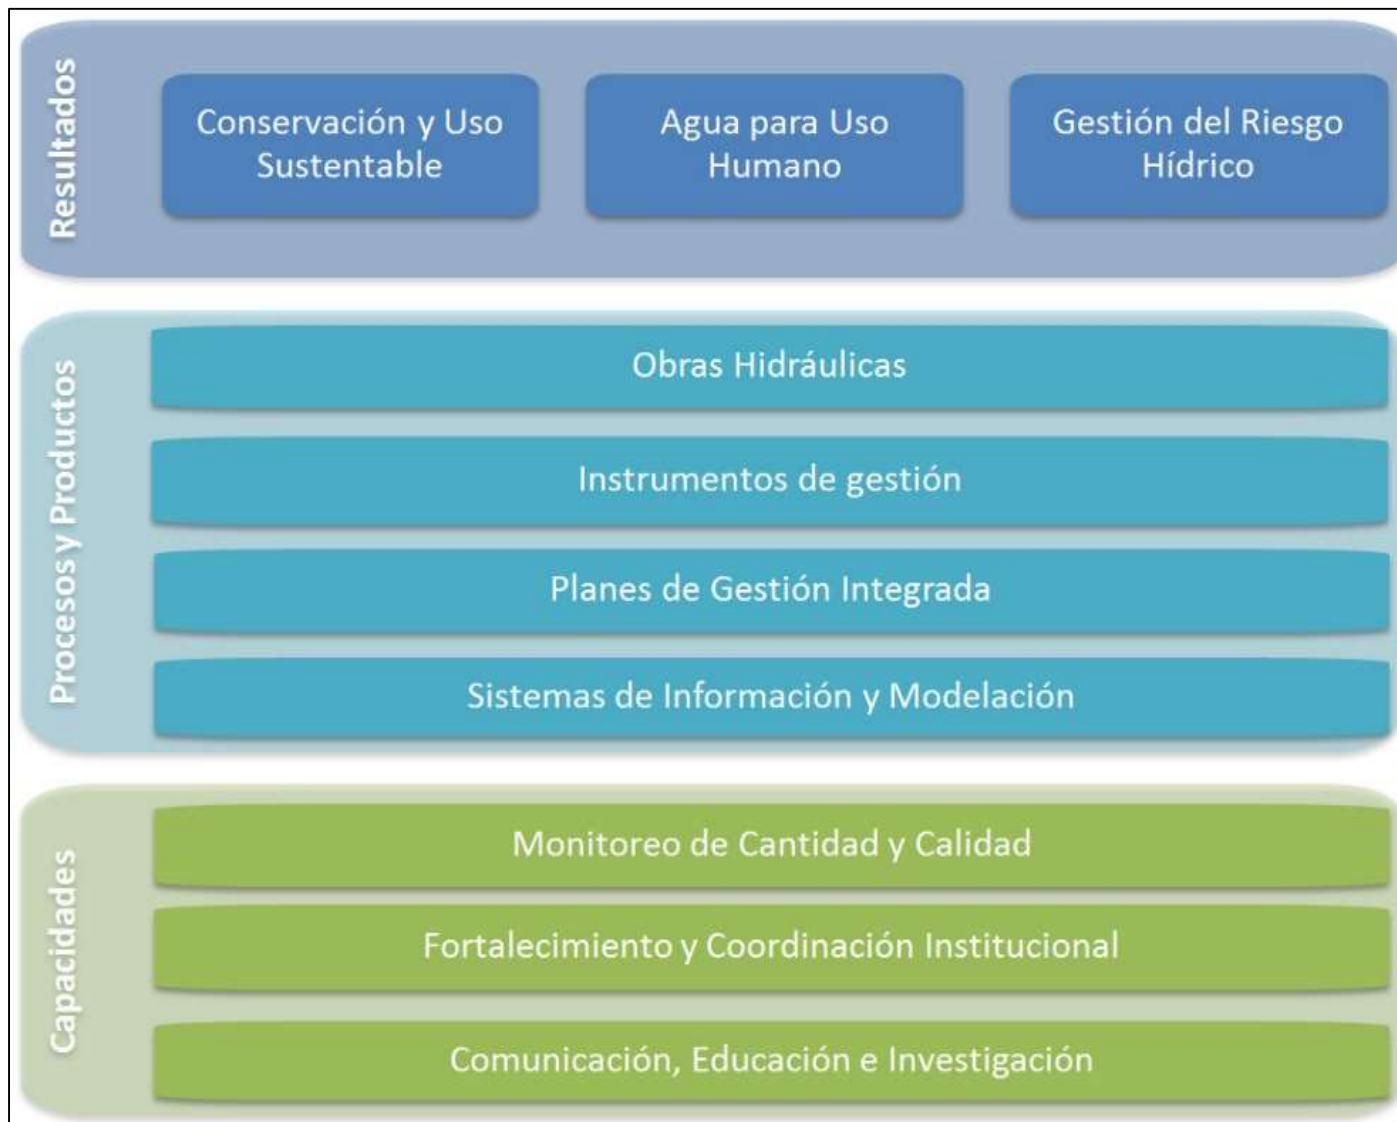 Resultados
Conservación y Uso
Sustentable
Agua para Uso
Humano
Gestión del Riesgo
Hídrico
Procesos y Productos
Obras Hidráulicas
Instrumentos de gestión
Planes de Gestión Integrada
Sistemas de Información y Modelación
Capacidades
Monitoreo de Cantidad y Calidad
Fortalecimiento y Coordinación Institucional
Comunicación, Educación e Investigación